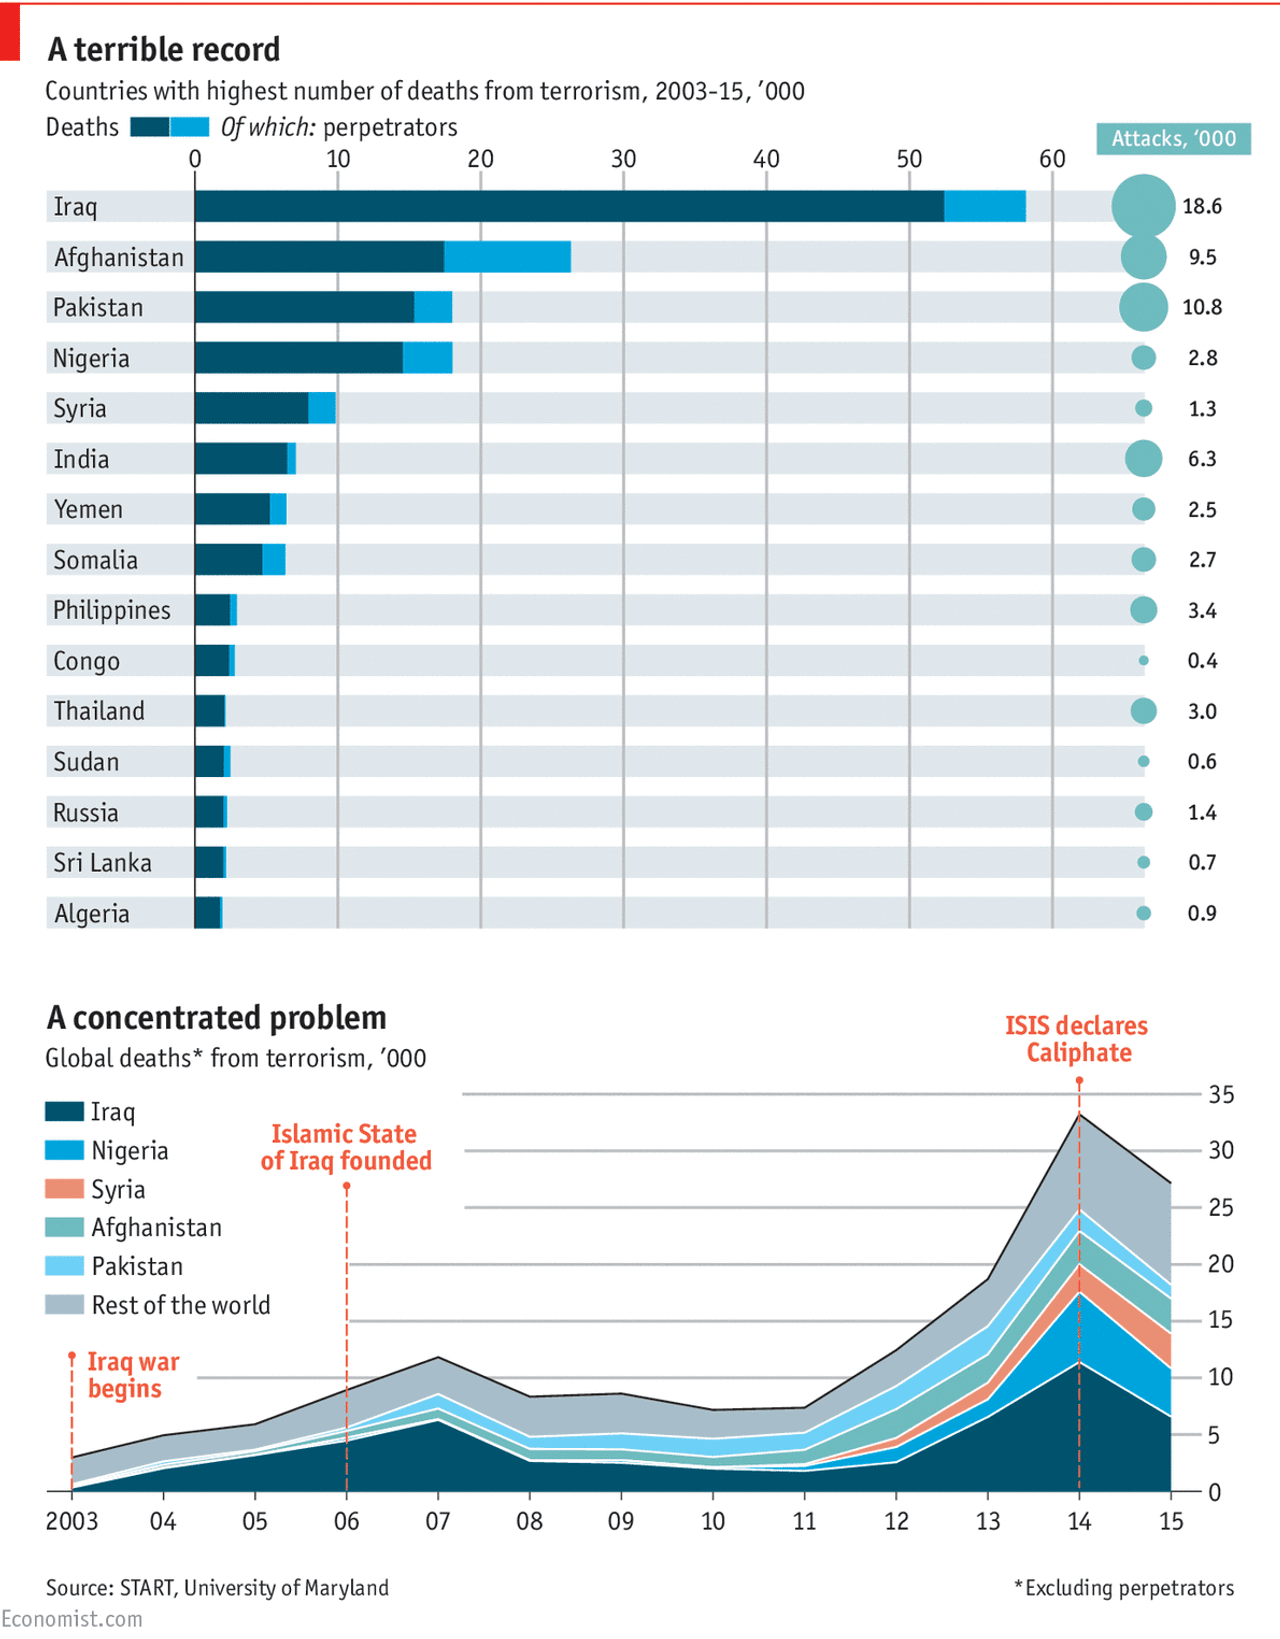 A terrible record
Countries with highest number of deaths from terrorism, 2003-15, ’000
Deaths Of which: perpetrators
Attacks, ‘000
0 10 20 30 40 50 60
Iraq 18.6
Afghanistan 9.5
Pakistan 10.8
Nigeria 2.8
Syria 1.3
India 6.3
Yemen 2.5
Somalia 2.7
Philippines 3.4
Congo 0.4
Thailand 3.0
Sudan 0.6
Russia 1.4
Sri Lanka 0.7
Algeria 0.9
A concentrated problem
Global deaths* from terrorism, ’000
ISIS declares
Caliphate
Iraq
Nigeria
Syria
Afghanistan
Pakistan
Rest of the world
Islamic State
of Iraq founded
Iraq war
begins
35
30
25
20
15
10
5
0
2003 04 05 06 07 08 09 10 11 12 13 14 15
Source: START, University of Maryland
*Excluding perpetrators
Economist.com